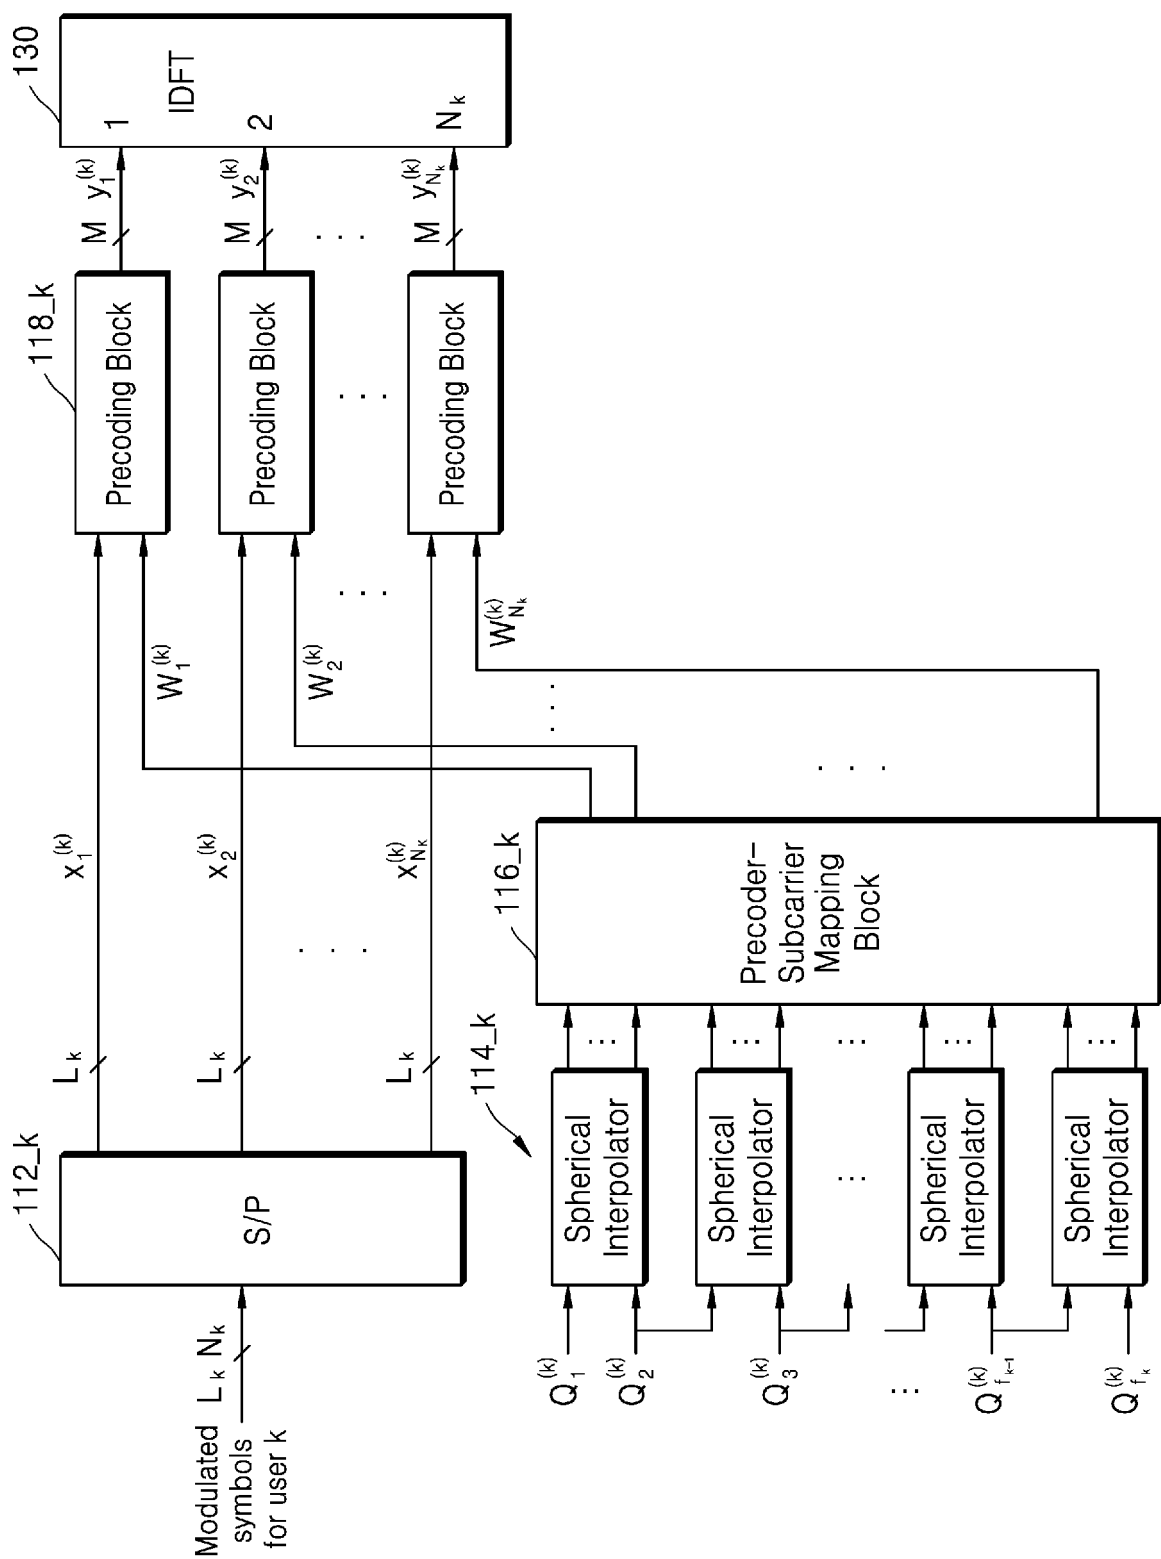 Modulated
symbols
for user k
L_k N_k
112_k
S/P
L_k
x_1^(k)
L_k
x_2^(k)
. . .
L_k
x_{N_k}^(k)
118_k
Precoding Block
Precoding Block
. . .
Precoding Block
W_1^(k)
W_2^(k)
. . .
W_{N_k}^(k)
. . .
M y_1^(k)
M y_2^(k)
. . .
M y_{N_k}^(k)
130
IDFT
1
2
N_k
Q_1^(k)
Q_2^(k)
Q_3^(k)
...
Q_{f_{k-1}}^(k)
Q_{f_k}^(k)
114_k
Spherical
Interpolator
...
Spherical
Interpolator
...
...
...
Spherical
Interpolator
...
Spherical
Interpolator
...
116_k
Precoder-
Subcarrier
Mapping
Block
. . .